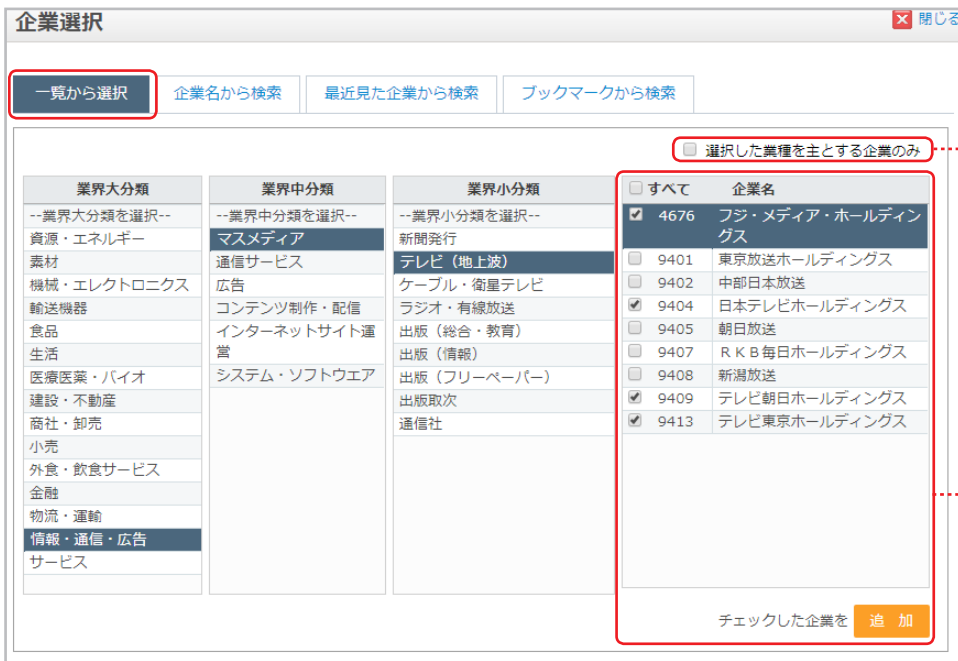 企業選択
閉じる
一覧から選択
企業名から検索
最近見た企業から検索
ブックマークから検索
選択した業種を主とする企業のみ
業界大分類
--業界大分類を選択--
資源・エネルギー
素材
機械・エレクトロニクス
輸送機器
食品
生活
医療医薬・バイオ
建設・不動産
商社・卸売
小売
外食・飲食サービス
金融
物流・運輸
情報・通信・広告
サービス
業界中分類
--業界中分類を選択--
マスメディア
通信サービス
広告
コンテンツ制作・配信
インターネットサイト運
営
システム・ソフトウエア
業界小分類
--業界小分類を選択--
新聞発行
テレビ（地上波）
ケーブル・衛星テレビ
ラジオ・有線放送
出版（総合・教育）
出版（情報）
出版（フリーペーパー）
出版取次
通信社
すべて 企業名
4676 フジ・メディア・ホールディン
グス
9401 東京放送ホールディングス
9402 中部日本放送
9404 日本テレビホールディングス
9405 朝日放送
9407 ＲＫＢ毎日ホールディングス
9408 新潟放送
9409 テレビ朝日ホールディングス
9413 テレビ東京ホールディングス
チェックした企業を 追 加